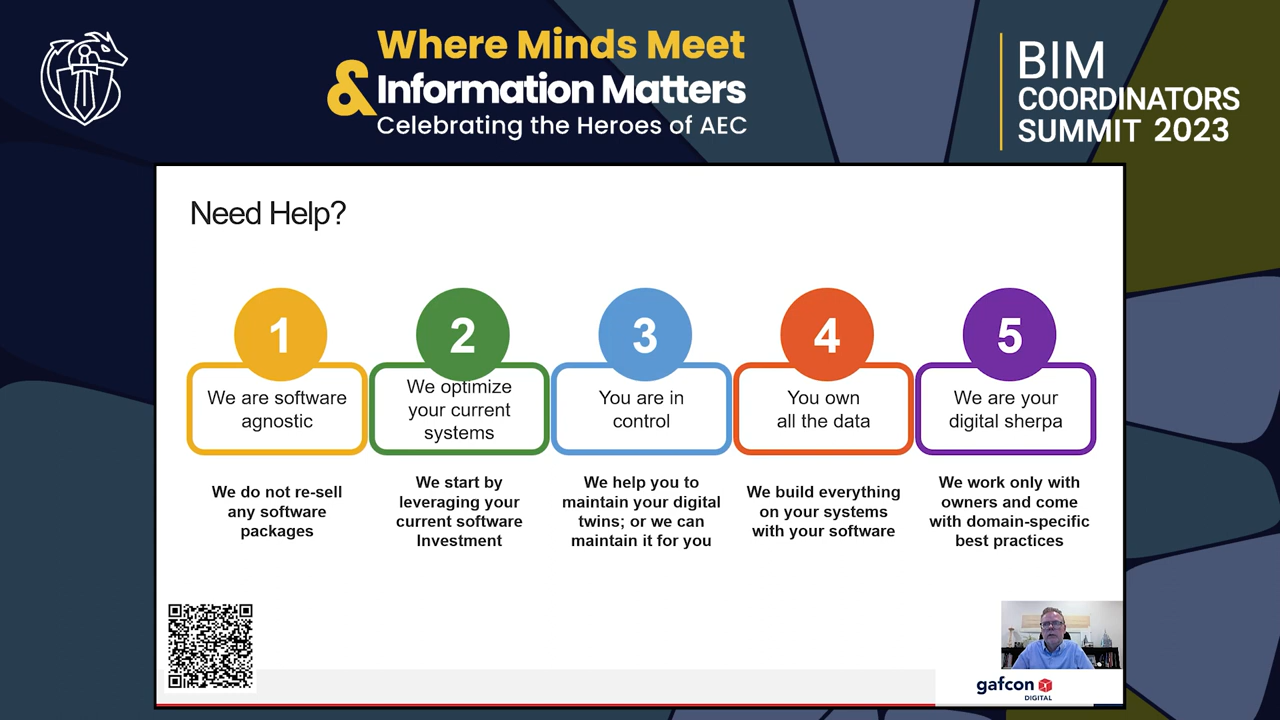 Where Minds Meet
& Information Matters
Celebrating the Heroes of AEC
BIM
COORDINATORS
SUMMIT 2023
Need Help?
1
We are software
agnostic
We do not re-sell
any software
packages
2
We optimize
your current
systems
We start by
leveraging your
current software
Investment
3
You are in
control
We help you to
maintain your digital
twins; or we can
maintain it for you
4
You own
all the data
We build everything
on your systems
with your software
5
We are your
digital sherpa
We work only with
owners and come
with domain-specific
best practices
gafcon
DIGITAL